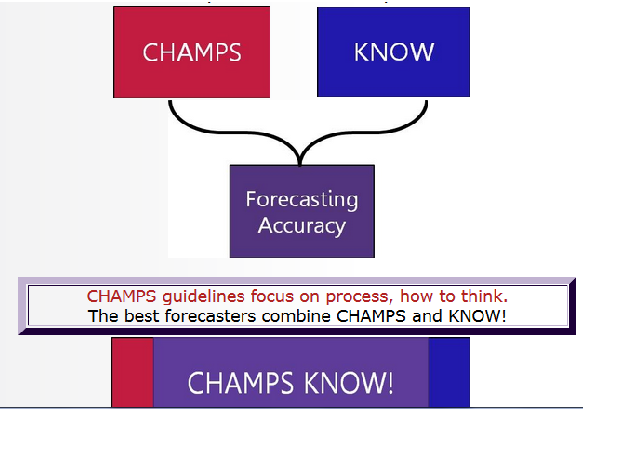 CHAMPS
KNOW
Forecasting
Accuracy
CHAMPS guidelines focus on process, how to think.
The best forecasters combine CHAMPS and KNOW!
CHAMPS KNOW!